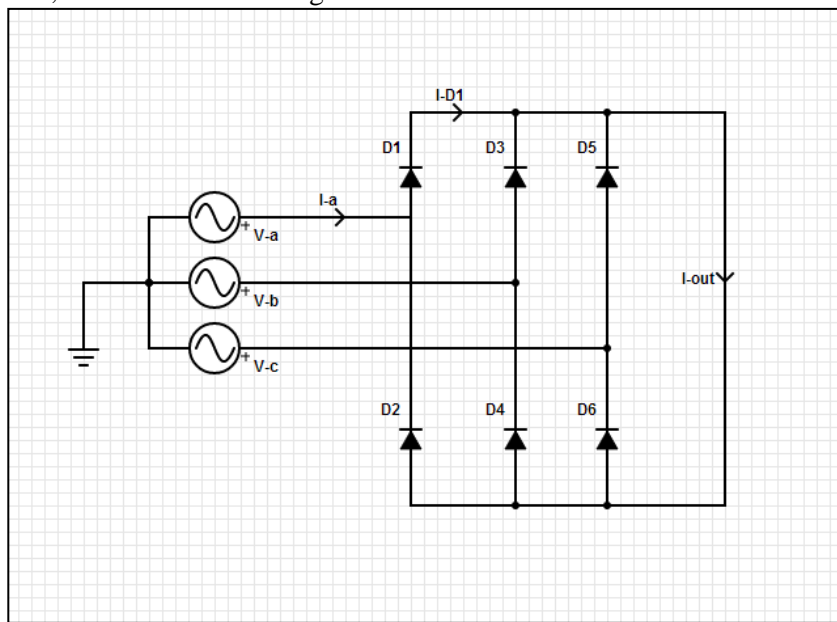 I-D1
D1
D3
D5
I-a
+
V-a
I-out
+
V-b
+
V-c
D2
D4
D6